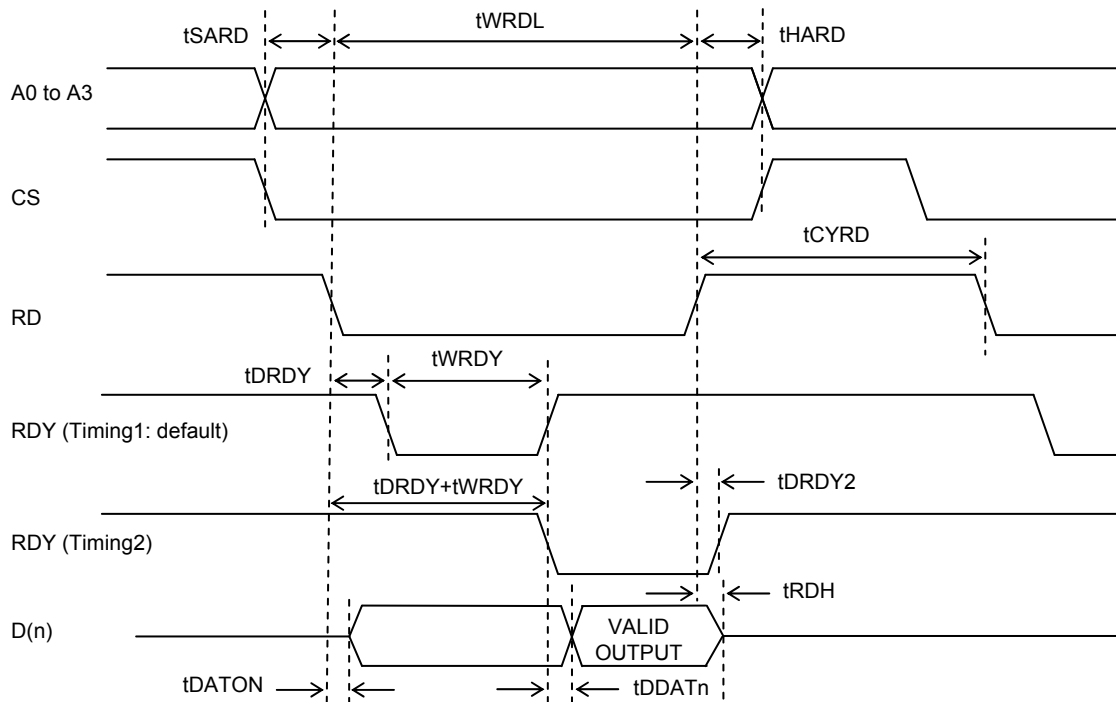 tSARD
tWRDL
tHARD
A0 to A3
CS
tCYRD
RD
tDRDY
tWRDY
RDY (Timing1: default)
tDRDY+tWRDY
tDRDY2
RDY (Timing2)
tRDH
D(n)
VALID
OUTPUT
tDATON
tDDATn